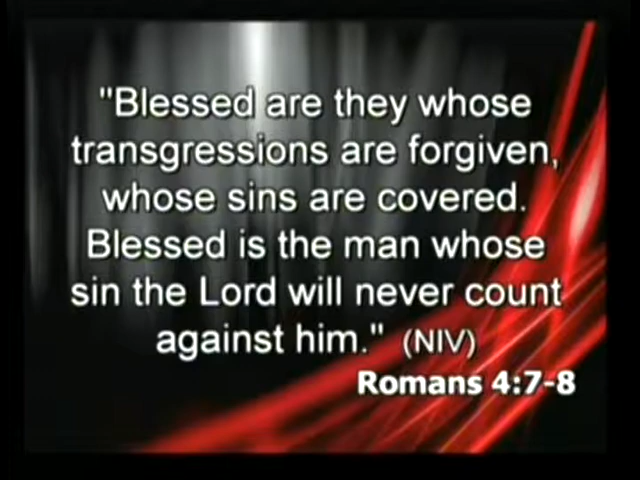 "Blessed are they whose
transgressions are forgiven,
whose sins are covered.
Blessed is the man whose
sin the Lord will never count
against him." (NIV)
Romans 4:7-8